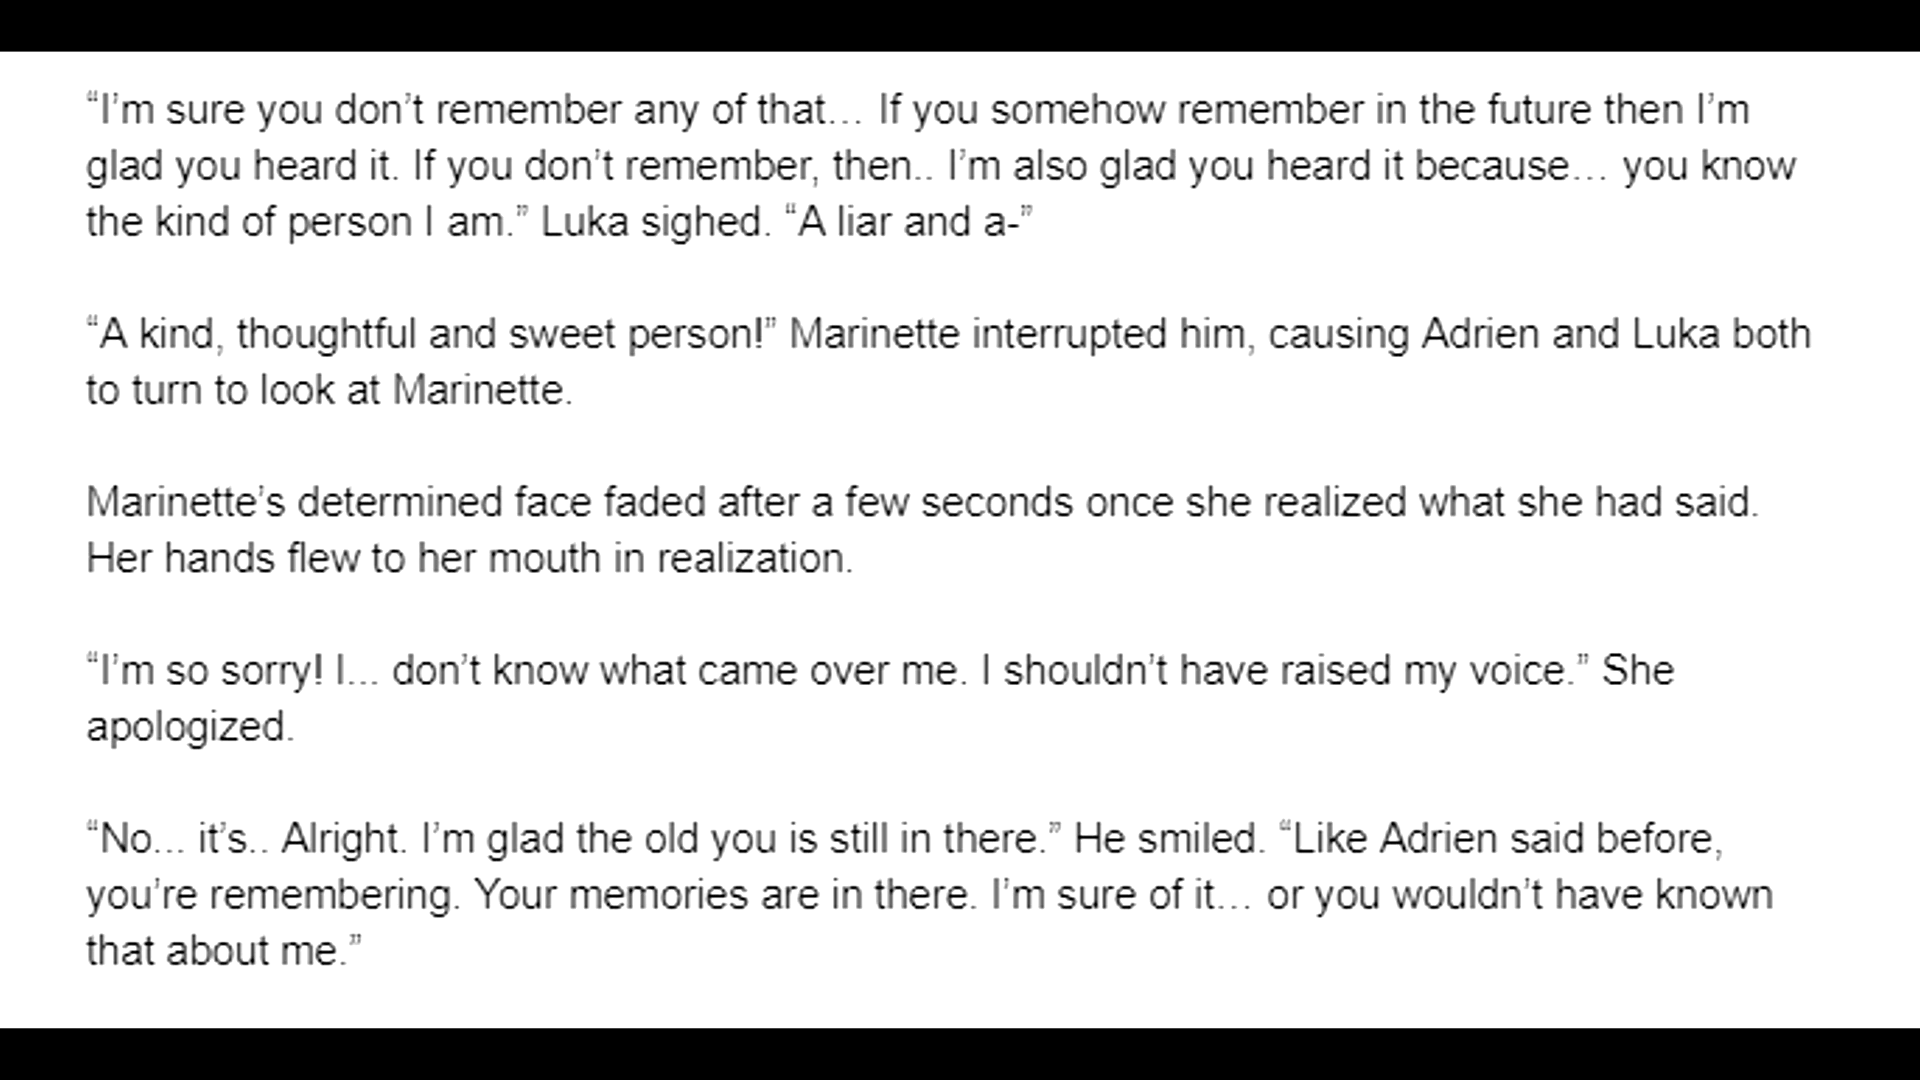 “I’m sure you don’t remember any of that... If you somehow remember in the future then I’m
glad you heard it. If you don’t remember, then.. I’m also glad you heard it because... you know
the kind of person I am.” Luka sighed. “A liar and a-”
“A kind, thoughtful and sweet person!” Marinette interrupted him, causing Adrien and Luka both
to turn to look at Marinette.
Marinette’s determined face faded after a few seconds once she realized what she had said.
Her hands flew to her mouth in realization.
“I’m so sorry! I... don’t know what came over me. I shouldn’t have raised my voice.” She
apologized.
“No... it’s.. Alright. I’m glad the old you is still in there.” He smiled. “Like Adrien said before,
you’re remembering. Your memories are in there. I’m sure of it... or you wouldn’t have known
that about me.”